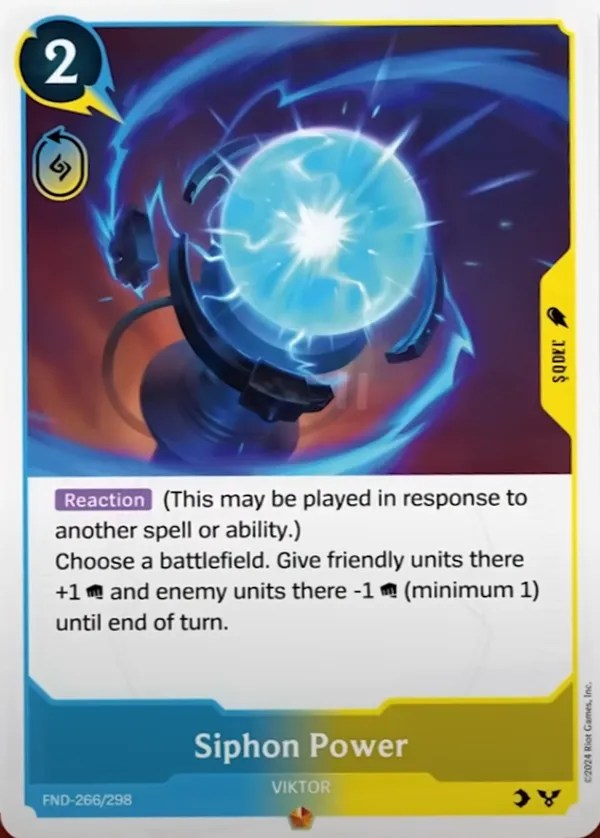 2
Reaction (This may be played in response to
another spell or ability.)
Choose a battlefield. Give friendly units there
+1 and enemy units there -1 (minimum 1)
until end of turn.
Siphon Power
VIKTOR
FND-266/298
©2024 Riot Games, Inc.